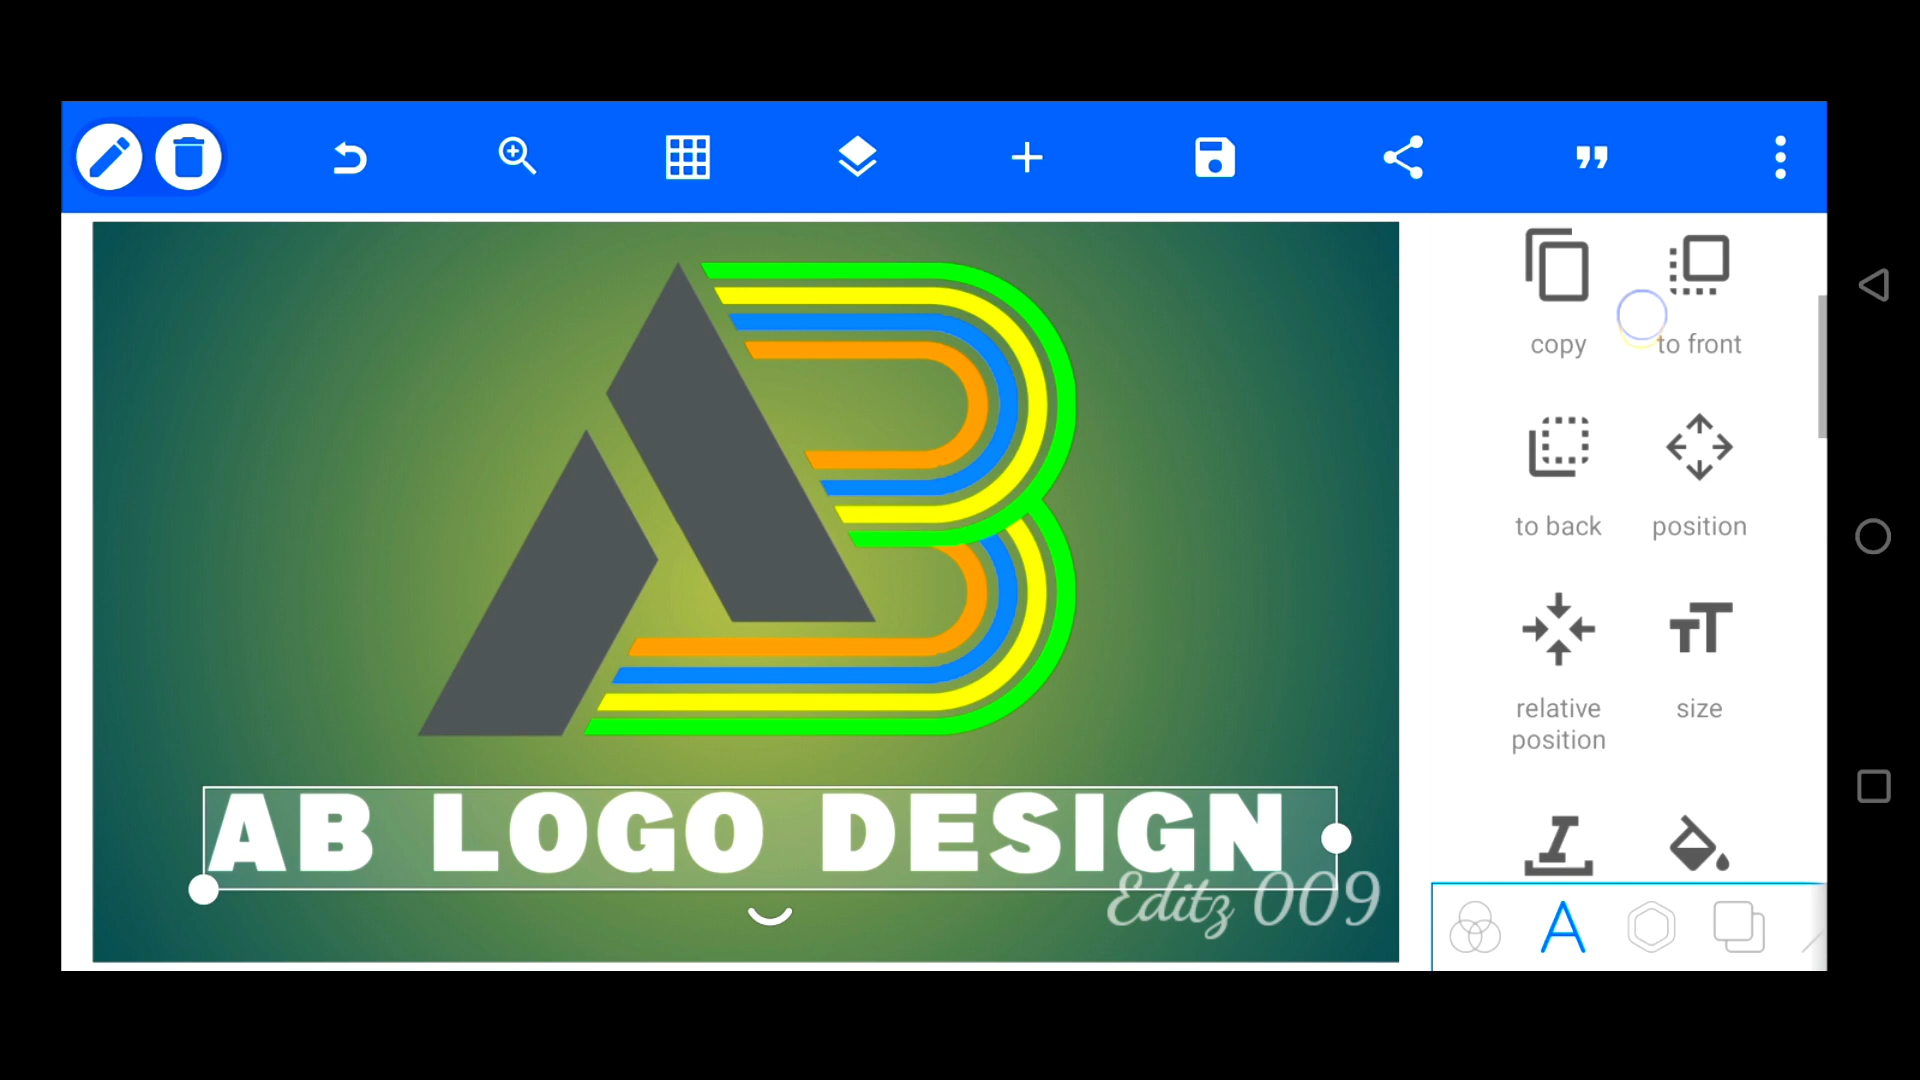 copy
to front
to back
position
relative
position
size
AB LOGO DESIGN
Editz 009